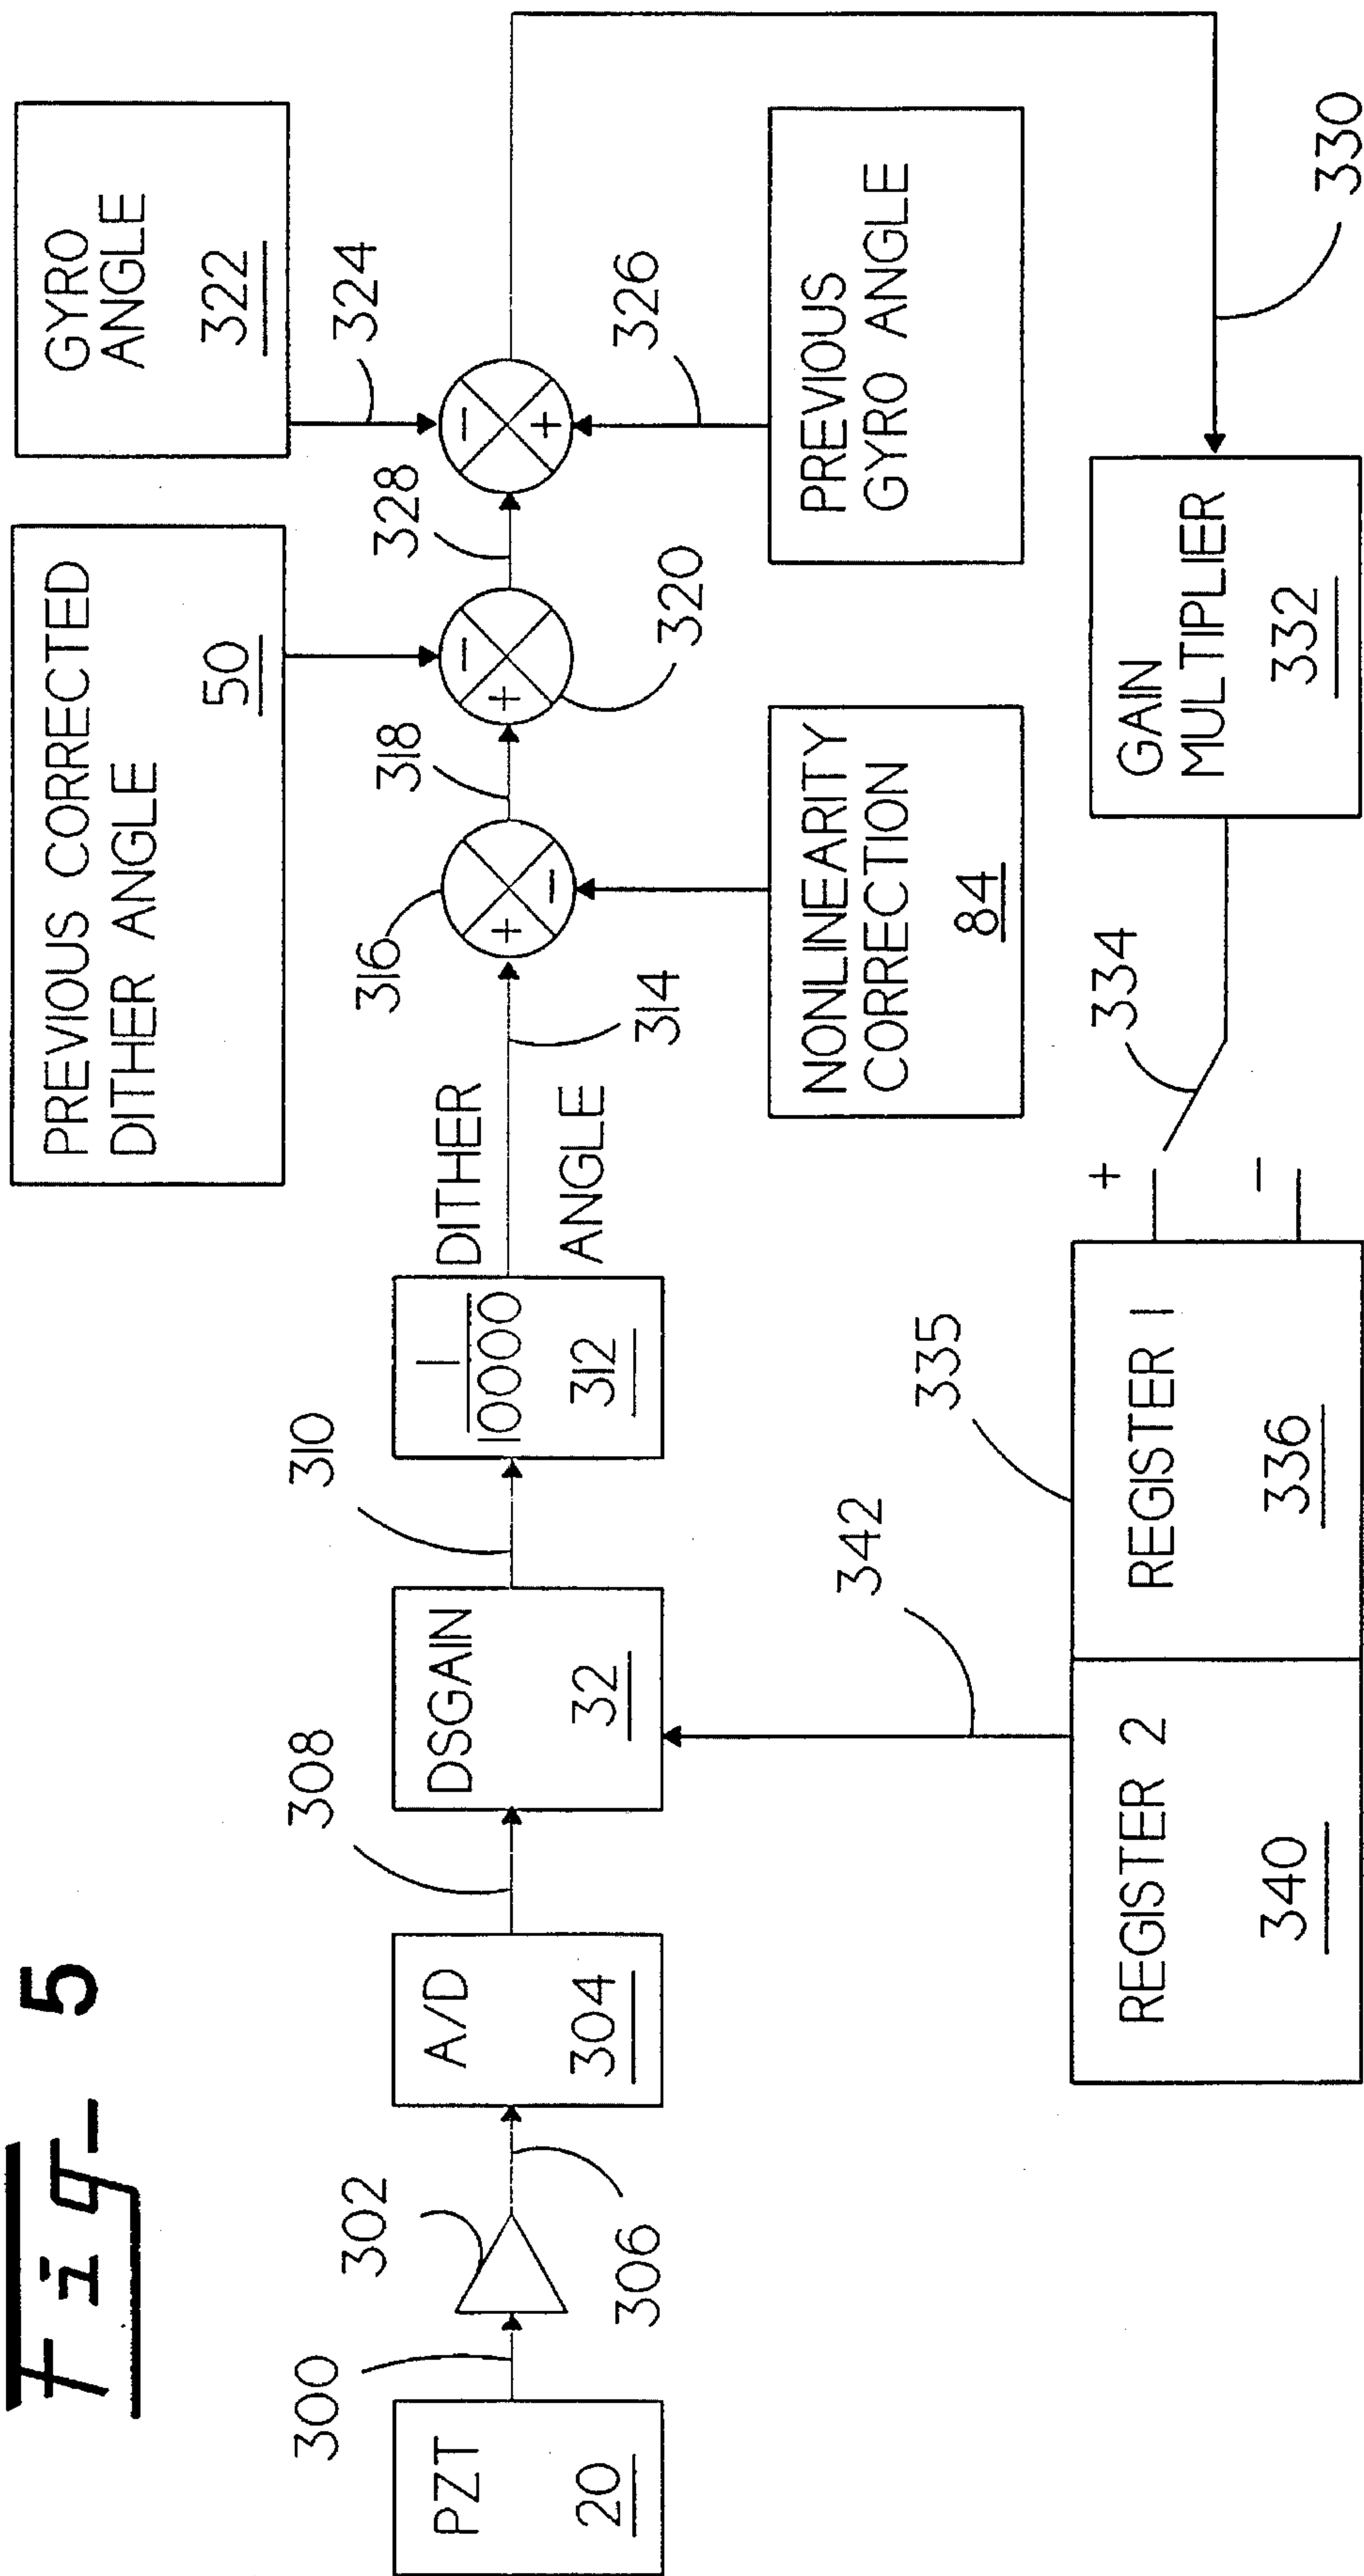 Fig 5
PREVIOUS CORRECTED
DITHER ANGLE
50
GYRO
ANGLE
322
324
316
318
328
320
326
DITHER
ANGLE
314
+
−
+
−
−
+
PZT
20
300
302
306
A/D
304
308
DSGAIN
32
310
1
10000
312
NONLINEARITY
CORRECTION
84
PREVIOUS
GYRO ANGLE
342
335
REGISTER 2
340
REGISTER 1
336
+
−
334
GAIN
MULTIPLIER
332
330